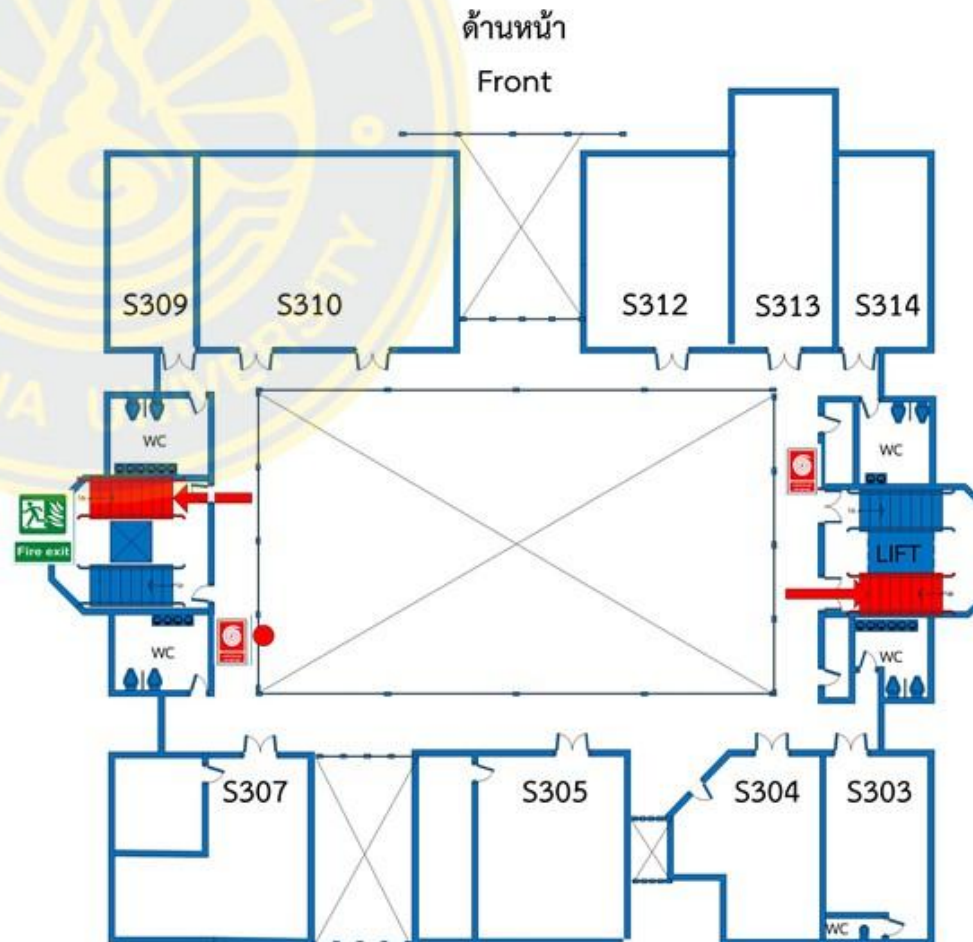 ด้านหน้า
Front
S309
S310
S312
S313
S314
WC
WC
Fire exit
LIFT
WC
WC
S307
S305
S304
S303
WC
UNIVERSITY